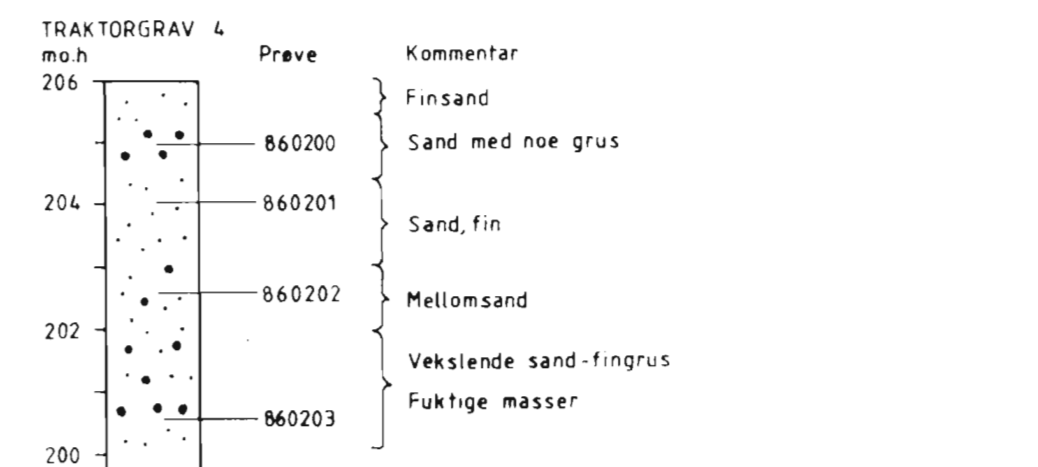 TRAKTORGRAV 4
mo.h Prøve Kommentar
206
Finsand
860200 Sand med noe grus
204 860201
Sand, fin
860202 Mellomsand
202
Vekslende sand-fingrus
Fuktige masser
860203
200